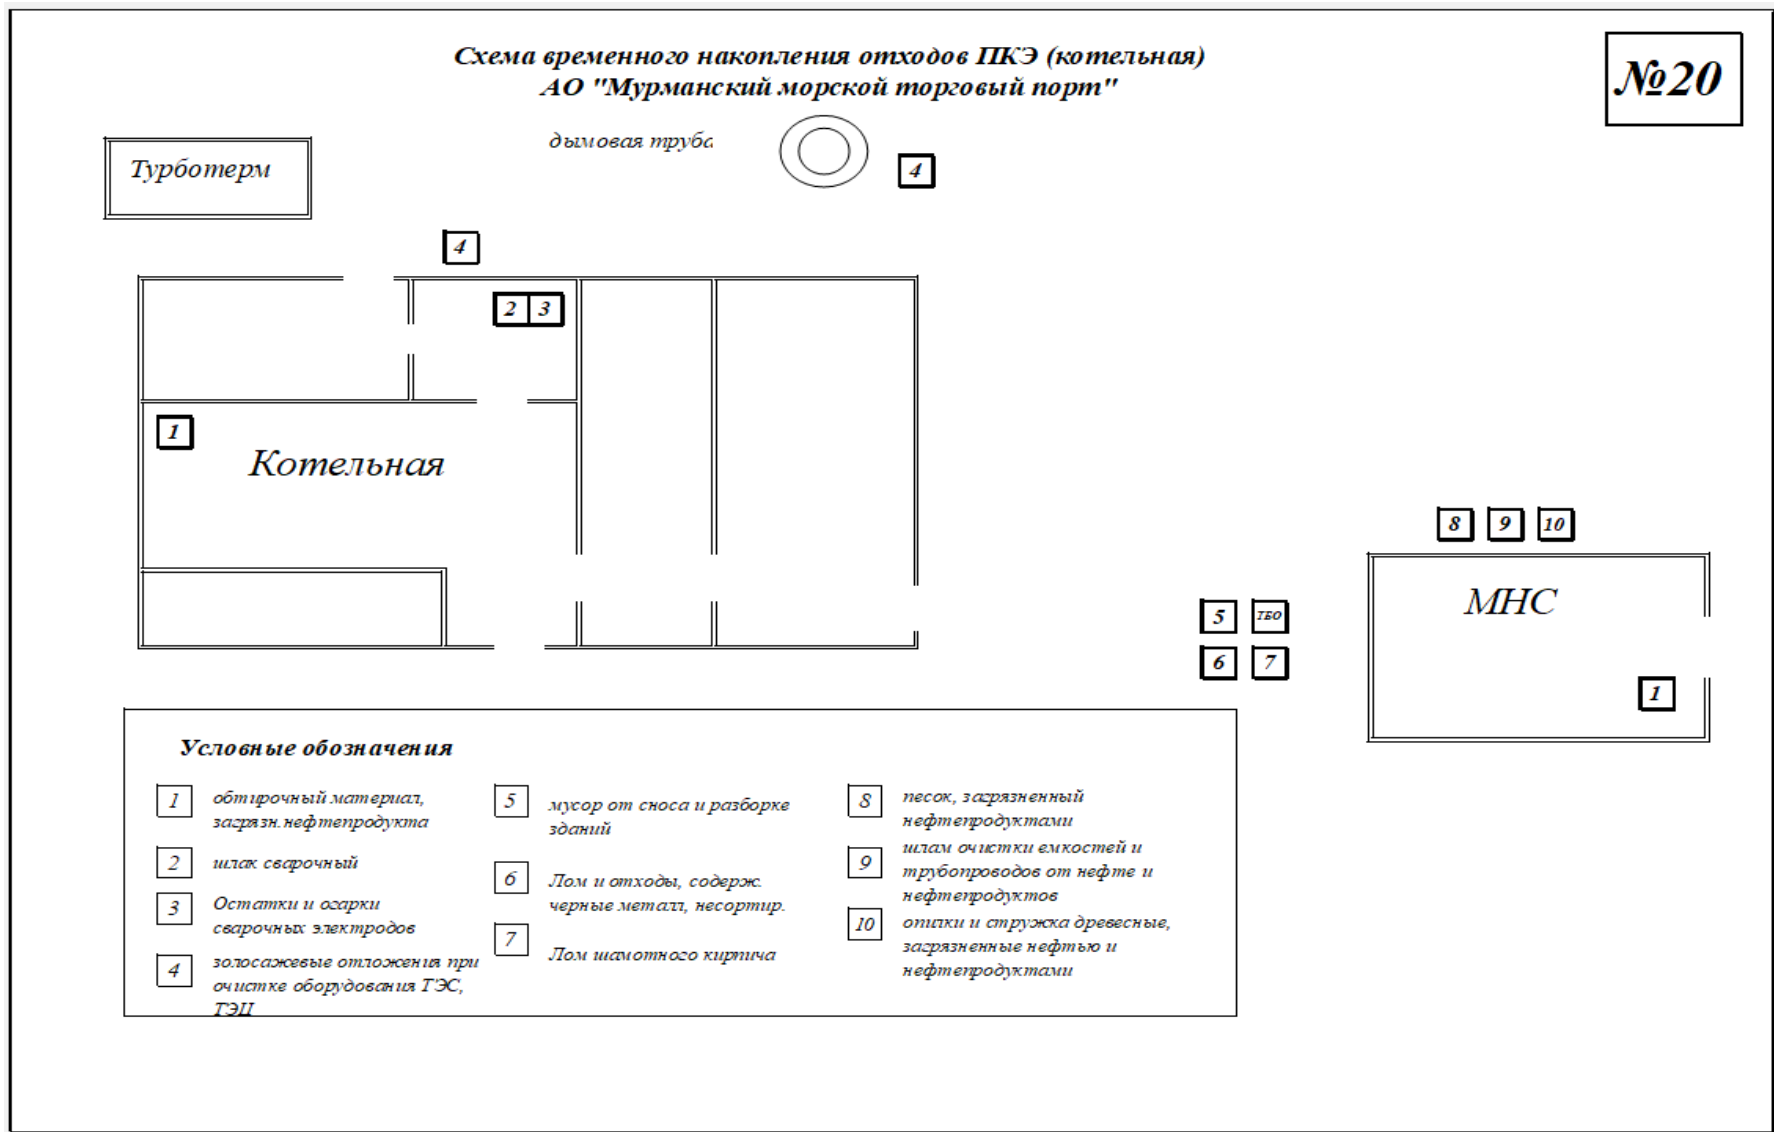 Схема временного накопления отходов ПКЭ (котельная)
АО "Мурманский морской торговый порт"
№20
дымовая труба
Турботерм
4
4
2 3
1
Котельная
8 9 10
МНС
5 ТБО
6 7
1
Условные обозначения
1 обтирочный материал,
загрязн.нефтепродукта
2 шлак сварочный
3 Остатки и огарки
сварочных электродов
4 золосажевые отложения при
очистке оборудования ТЭС,
ТЭЦ
5 мусор от сноса и разборке
зданий
6 Лом и отходы, содерж.
черные металл, несортир.
7 Лом шамотного кирпича
8 песок, загрязненный
нефтепродуктами
9 шлам очистки емкостей и
трубопроводов от нефте и
нефтепродуктов
10 опилки и стружка древесные,
загрязненные нефтью и
нефтепродуктами